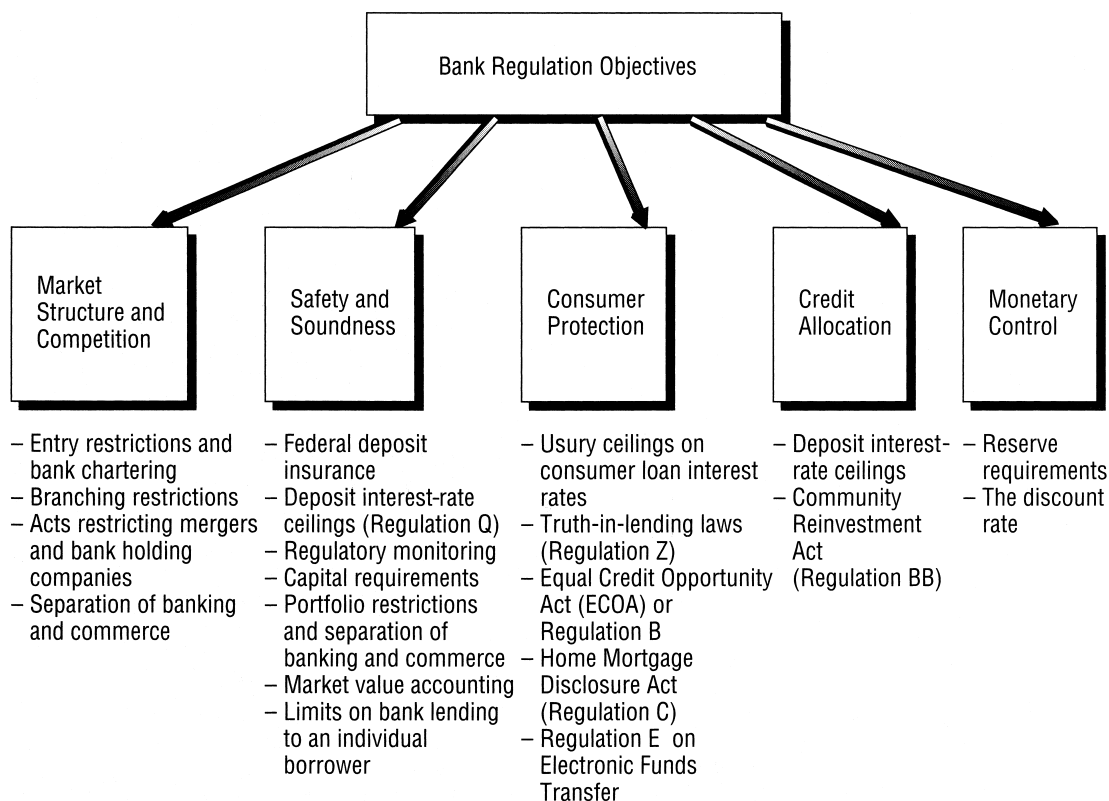 Bank Regulation Objectives
Market
Structure and
Competition
– Entry restrictions and
bank chartering
– Branching restrictions
– Acts restricting mergers
and bank holding
companies
– Separation of banking
and commerce
Safety and
Soundness
– Federal deposit
insurance
– Deposit interest-rate
ceilings (Regulation Q)
– Regulatory monitoring
– Capital requirements
– Portfolio restrictions
and separation of
banking and commerce
– Market value accounting
– Limits on bank lending
to an individual
borrower
Consumer
Protection
– Usury ceilings on
consumer loan interest
rates
– Truth-in-lending laws
(Regulation Z)
– Equal Credit Opportunity
Act (ECOA) or
Regulation B
– Home Mortgage
Disclosure Act
(Regulation C)
– Regulation E on
Electronic Funds
Transfer
Credit
Allocation
– Deposit interest-
rate ceilings
– Community
Reinvestment
Act
(Regulation BB)
Monetary
Control
– Reserve
requirements
– The discount
rate